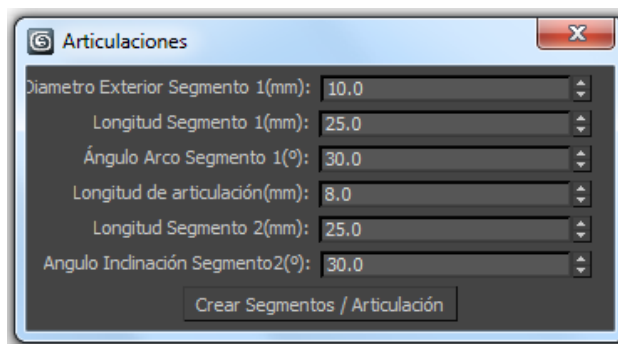 Articulaciones
Diametro Exterior Segmento 1(mm): 10.0
Longitud Segmento 1(mm): 25.0
Ángulo Arco Segmento 1(º): 30.0
Longitud de articulación(mm): 8.0
Longitud Segmento 2(mm): 25.0
Angulo Inclinación Segmento2(º): 30.0
Crear Segmentos / Articulación